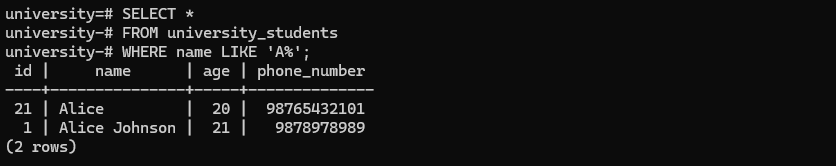 university=# SELECT *
university-# FROM university_students
university-# WHERE name LIKE 'A%';
 id |     name      | age | phone_number
----+---------------+-----+--------------
 21 | Alice         |  20 |  98765432101
  1 | Alice Johnson |  21 |   9878978989
(2 rows)